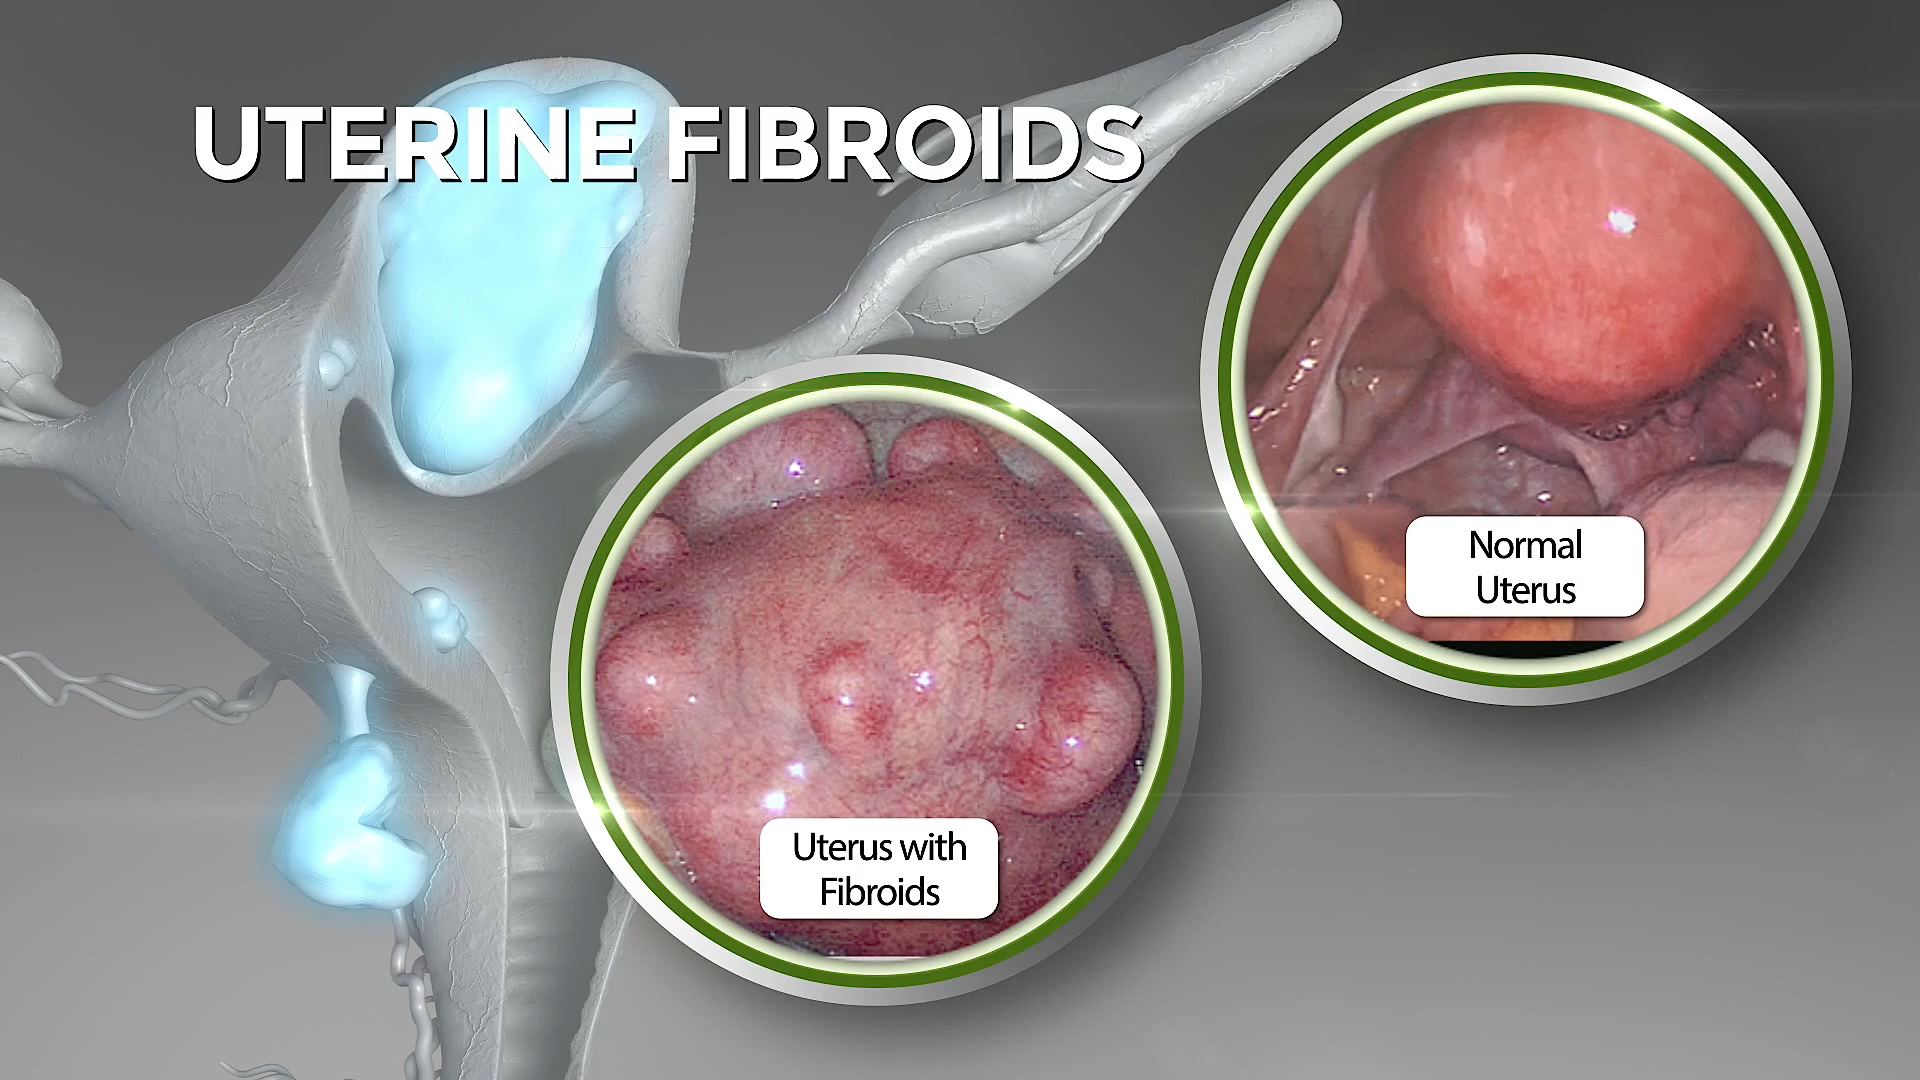 UTERINE FIBROIDS
Normal
Uterus
Uterus with
Fibroids